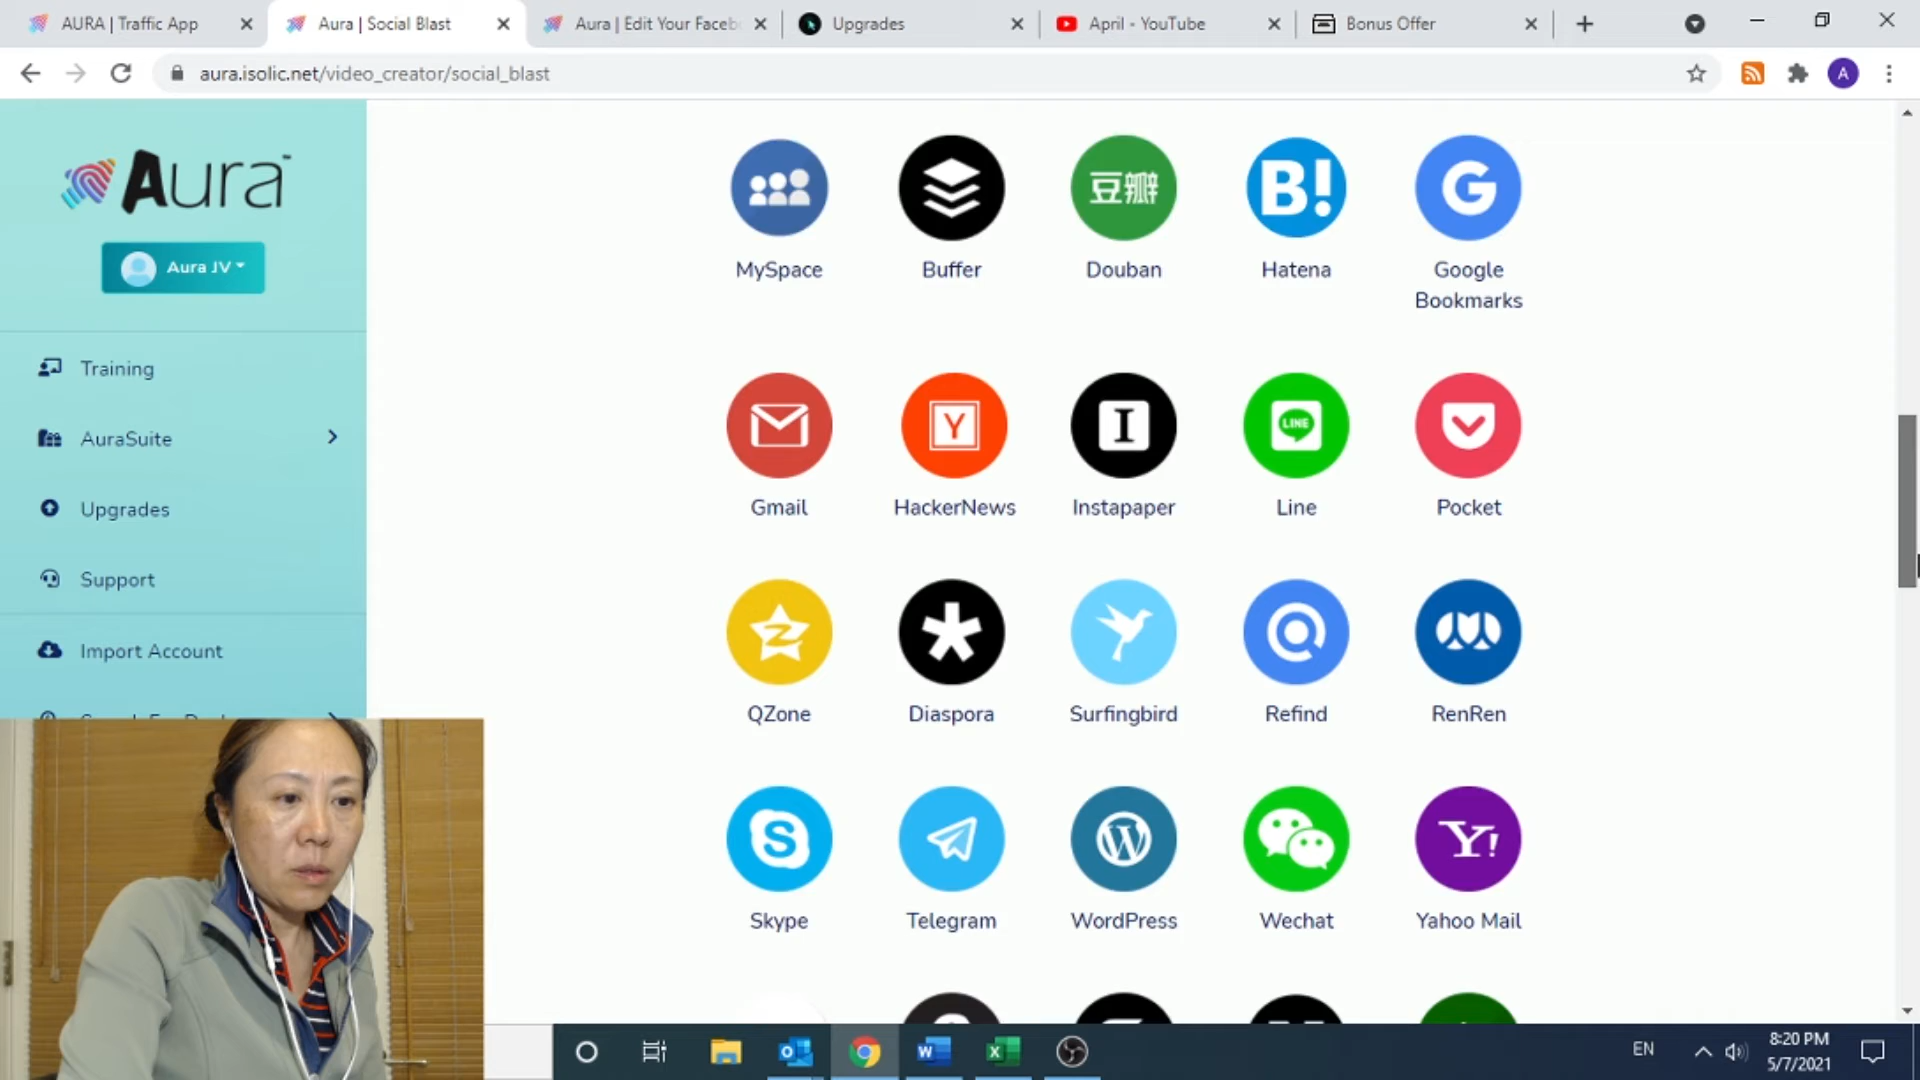 AURA | Traffic App
Aura | Social Blast
Aura | Edit Your Faceb
Upgrades
April - YouTube
Bonus Offer
aura.isolic.net/video_creator/social_blast
A
Aura™
Aura JV
Training
AuraSuite
Upgrades
Support
Import Account
豆瓣
B!
G
MySpace
Buffer
Douban
Hatena
Google
Bookmarks
Y
I
LINE
Gmail
HackerNews
Instapaper
Line
Pocket
QZone
Diaspora
Surfingbird
Refind
RenRen
S
W
Y!
Skype
Telegram
WordPress
Wechat
Yahoo Mail
EN
8:20 PM
5/7/2021